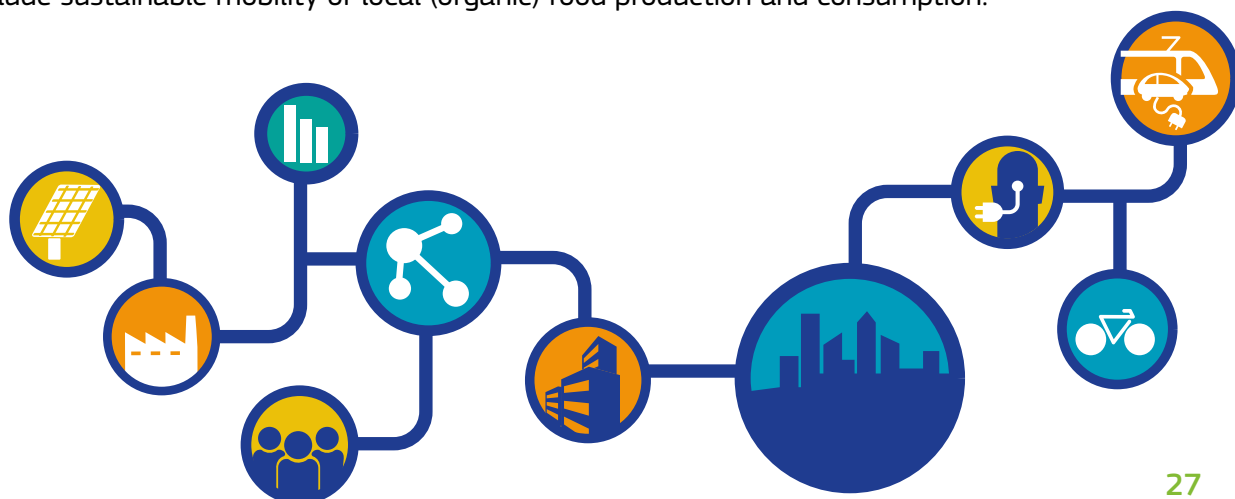 sustainable mobility or local (organic) food production and consumption.
27